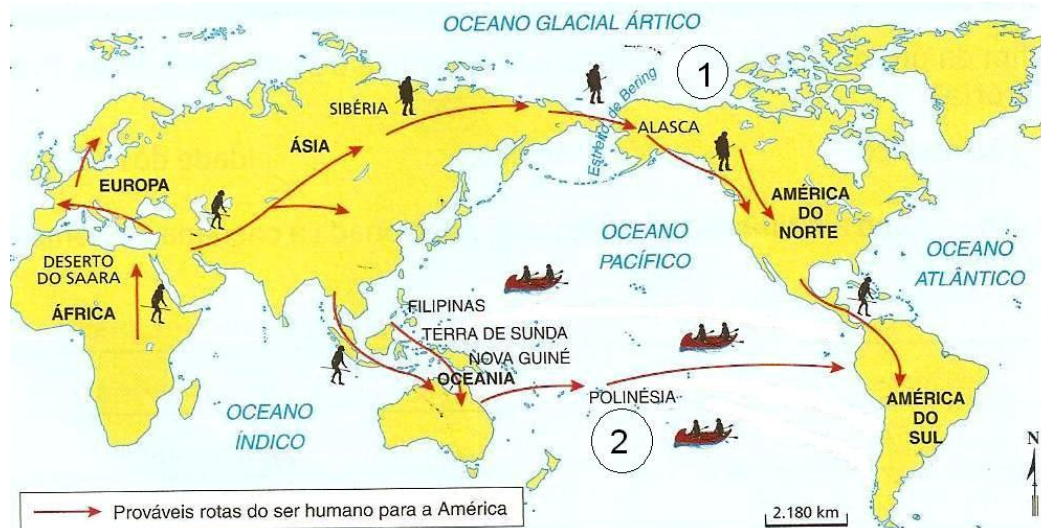 OCEANO GLACIAL ÁRTICO
1
SIBÉRIA
Estreito de Bering
ALASCA
ÁSIA
EUROPA
AMÉRICA
DO
NORTE
OCEANO
PACÍFICO
OCEANO
ATLÂNTICO
DESERTO
DO SAARA
ÁFRICA
FILIPINAS
TERRA DE SUNDA
NOVA GUINÉ
OCEANIA
POLINÉSIA
2
OCEANO
ÍNDICO
AMÉRICA
DO
SUL
N
Prováveis rotas do ser humano para a América
2.180 km